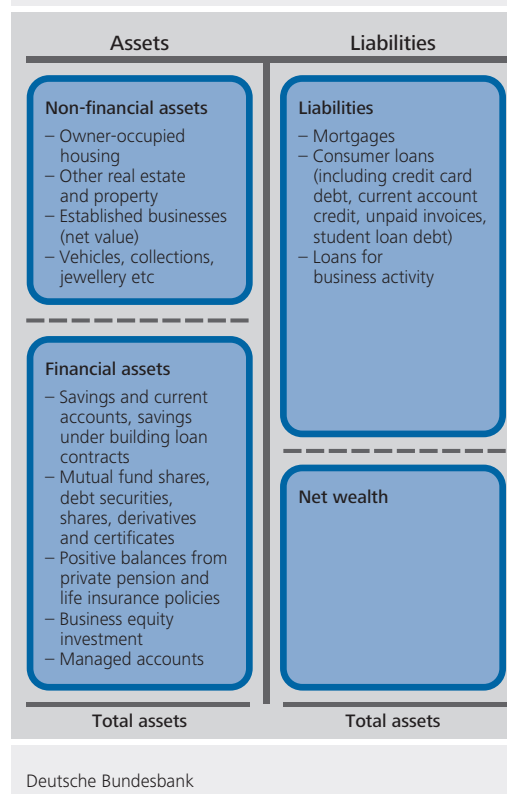 Assets
Non-financial assets
– Owner-occupied
housing
– Other real estate
and property
– Established businesses
(net value)
– Vehicles, collections,
jewellery etc
Financial assets
– Savings and current
accounts, savings
under building loan
contracts
– Mutual fund shares,
debt securities,
shares, derivatives
and certificates
– Positive balances from
private pension and
life insurance policies
– Business equity
investment
– Managed accounts
Total assets
Liabilities
Liabilities
– Mortgages
– Consumer loans
(including credit card
debt, current account
credit, unpaid invoices,
student loan debt)
– Loans for
business activity
Net wealth
Total assets
Deutsche Bundesbank